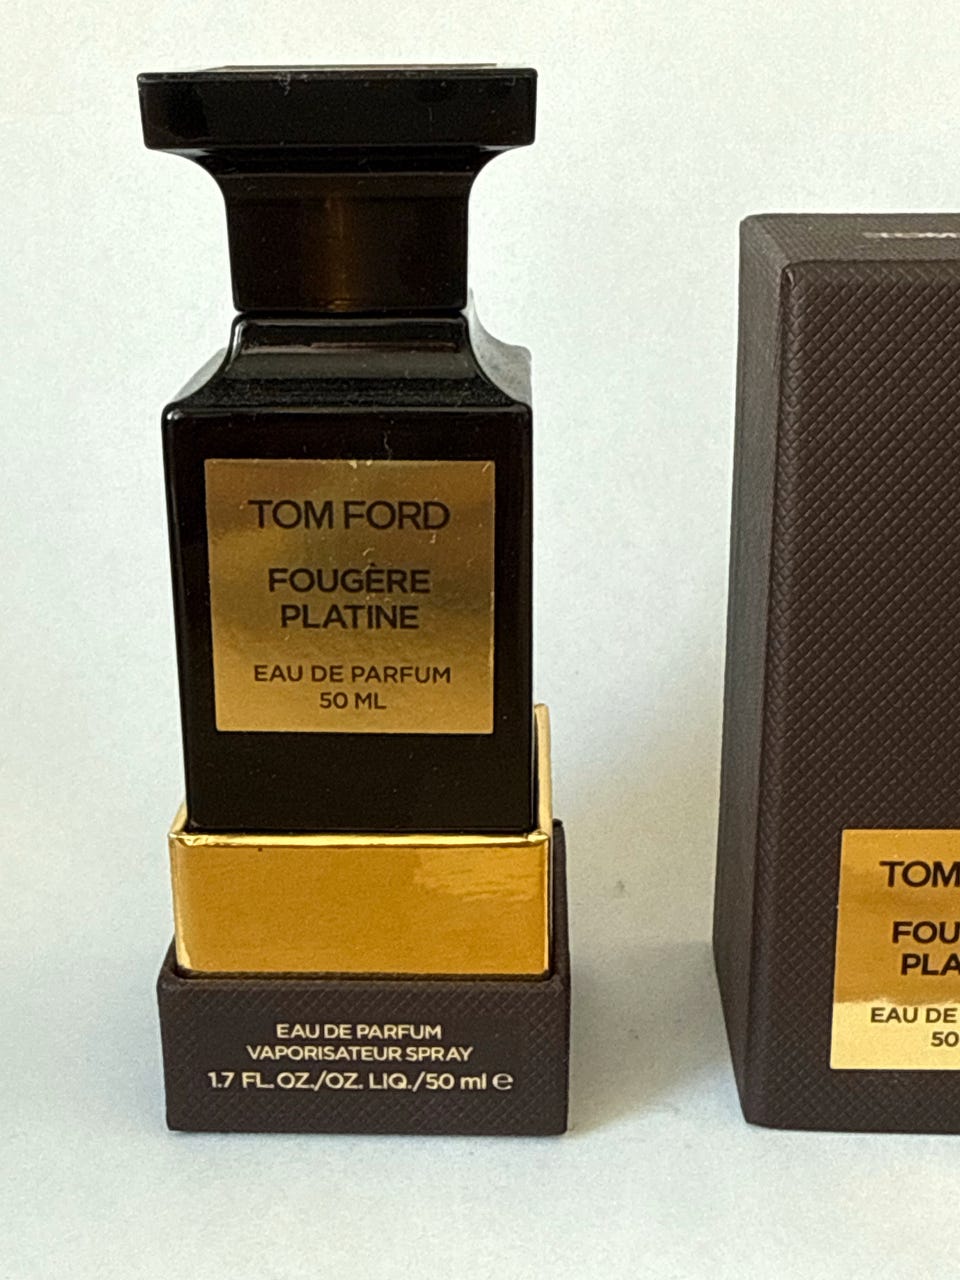 TOM FORD
FOUGÈRE
PLATINE
EAU DE PARFUM
50 ML
EAU DE PARFUM
VAPORISATEUR SPRAY
1.7 FL.OZ./OZ. LIQ./50 ml ℮
TOM
FOU
PLA
EAU DE
50